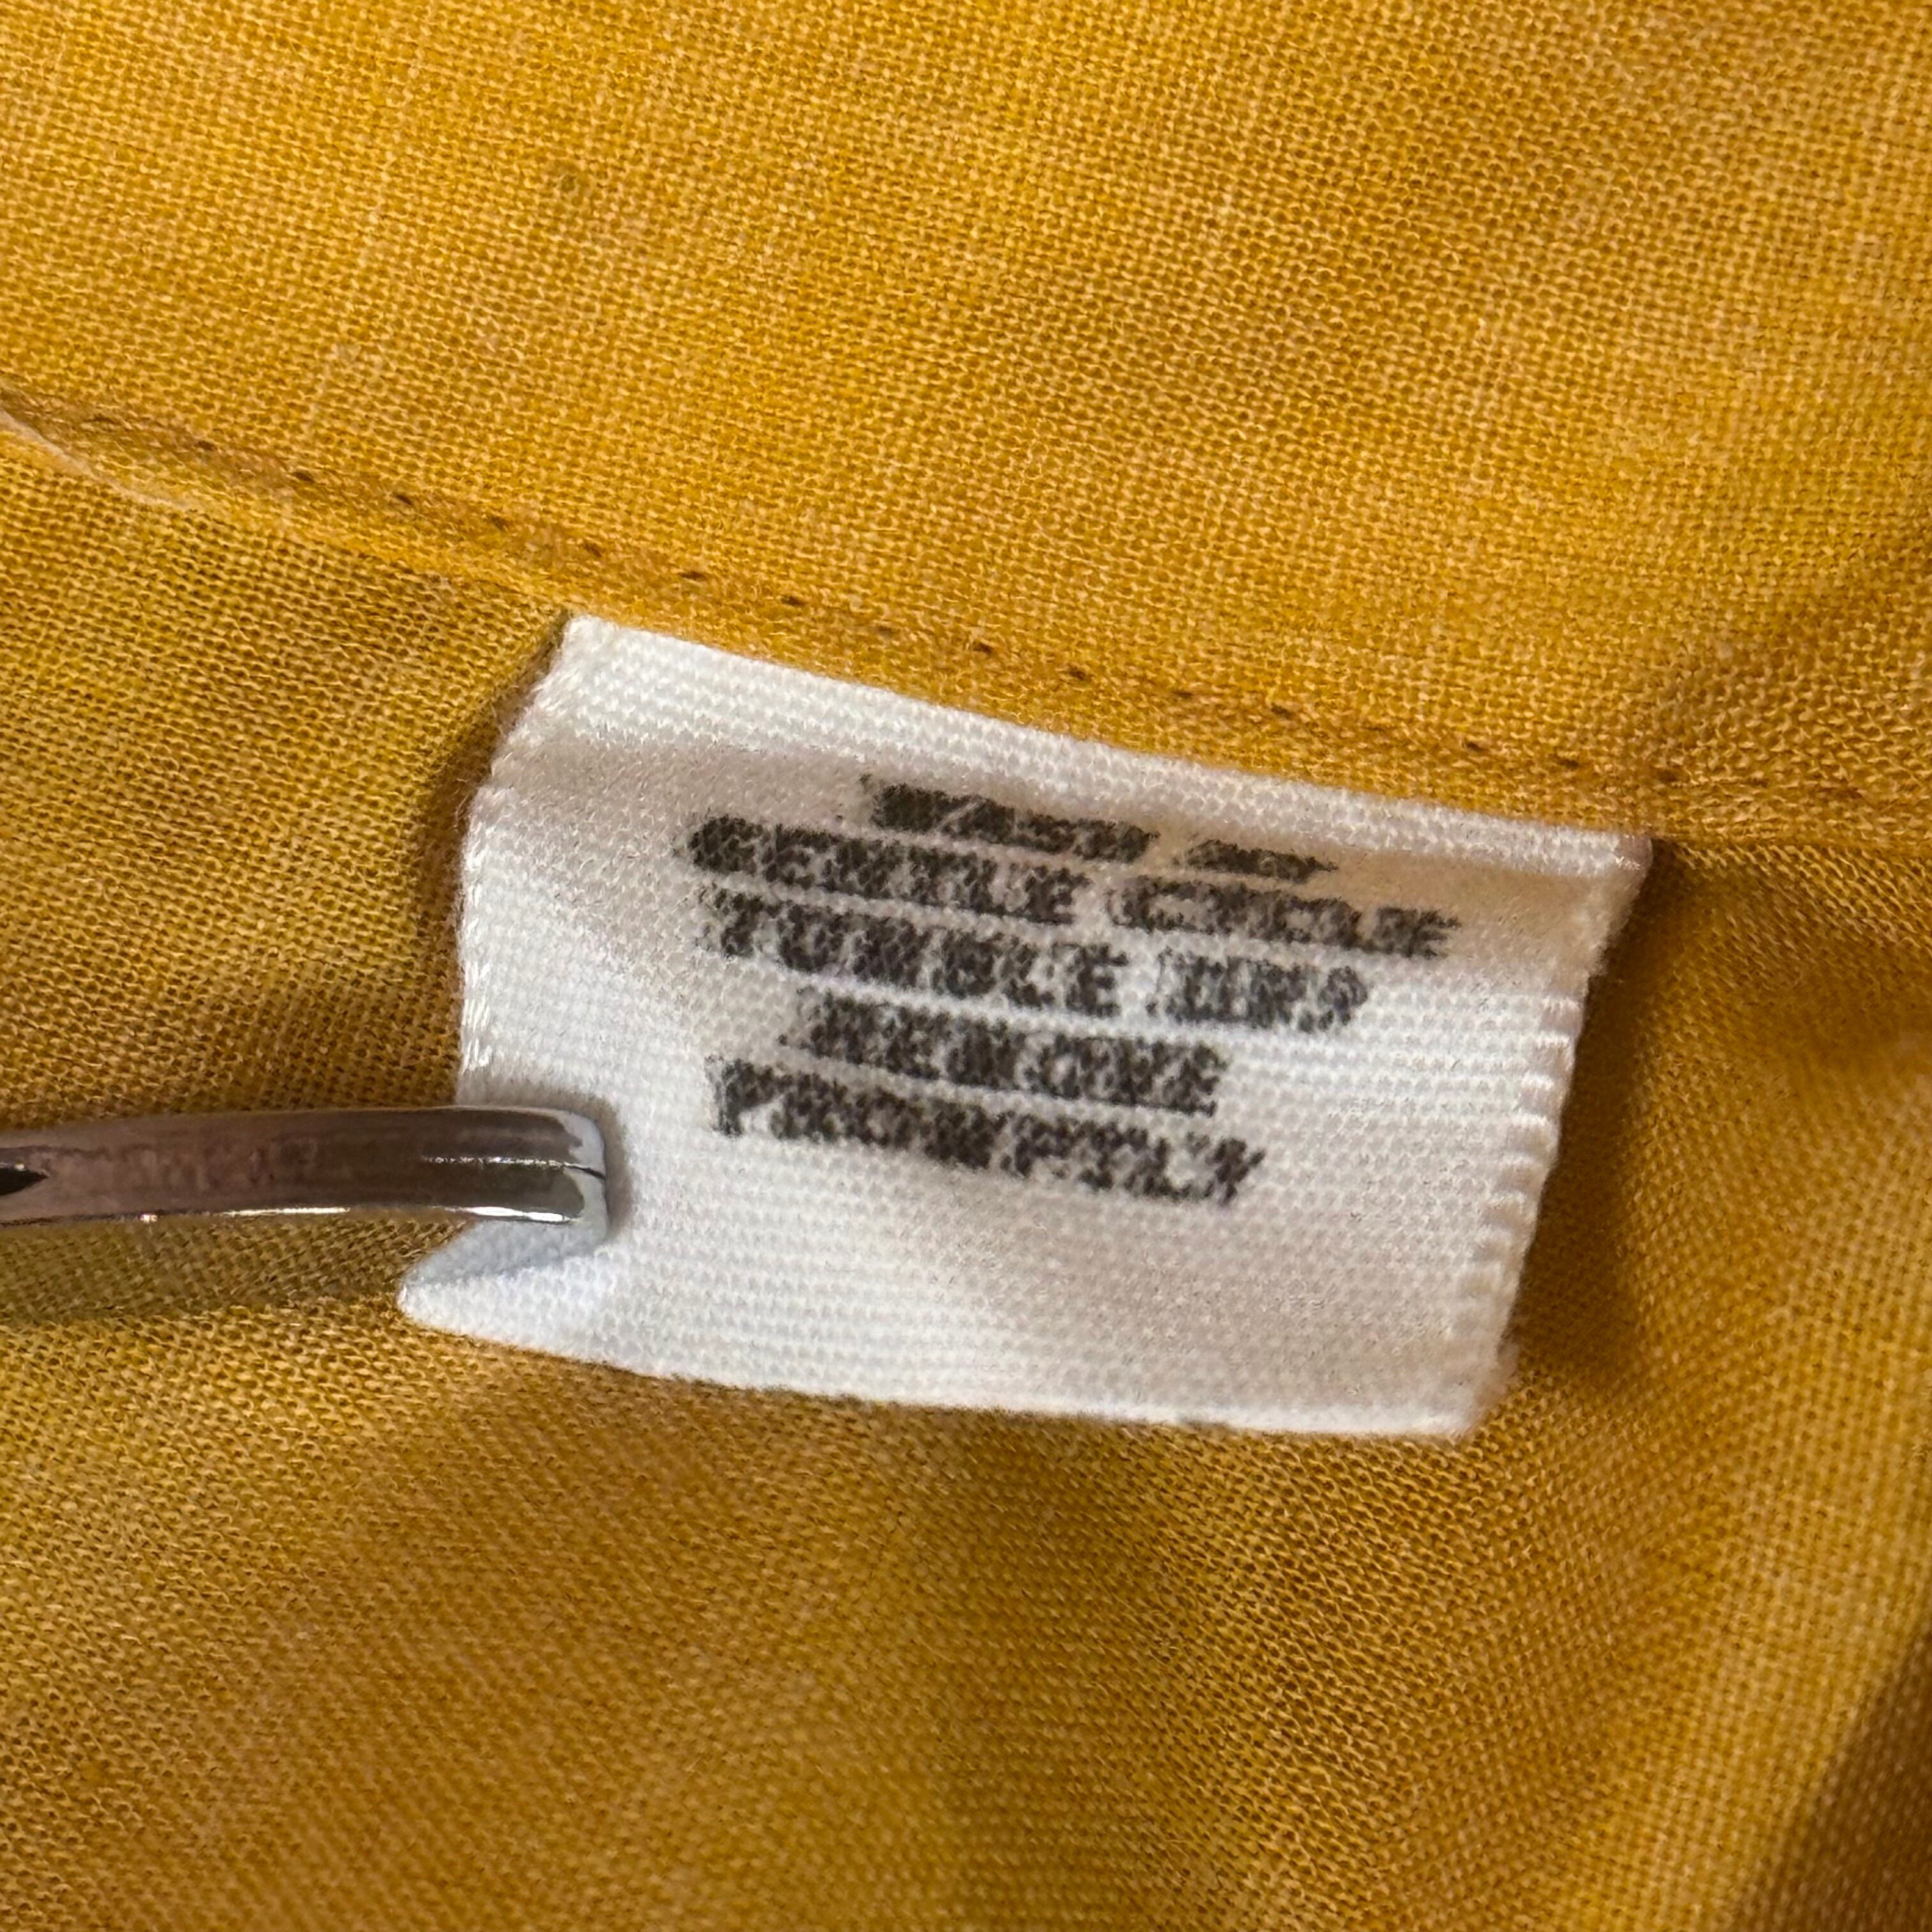 WASH
GENTLE CYCLE
TUMBLE DRY
REMOVE
PROMPTLY